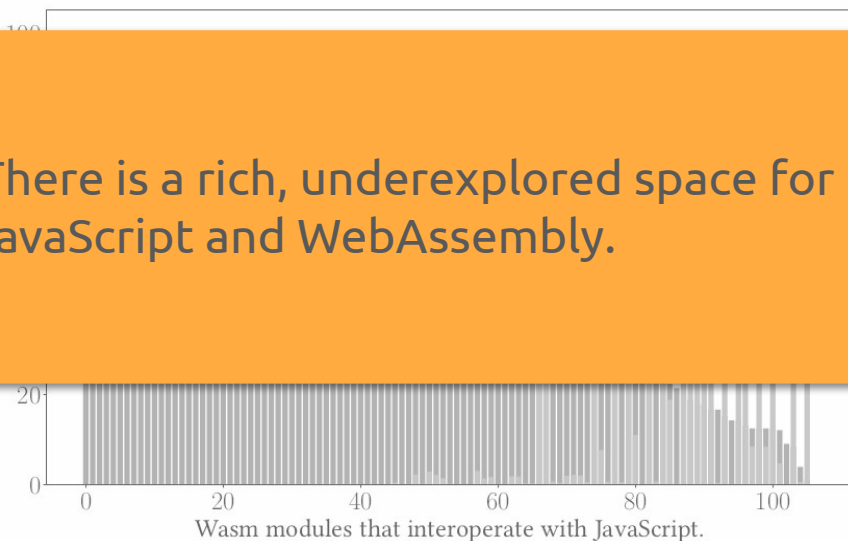 100
here is a rich, underexplored space for
avaScript and WebAssembly.
20
0
0 20 40 60 80 100
Wasm modules that interoperate with JavaScript.